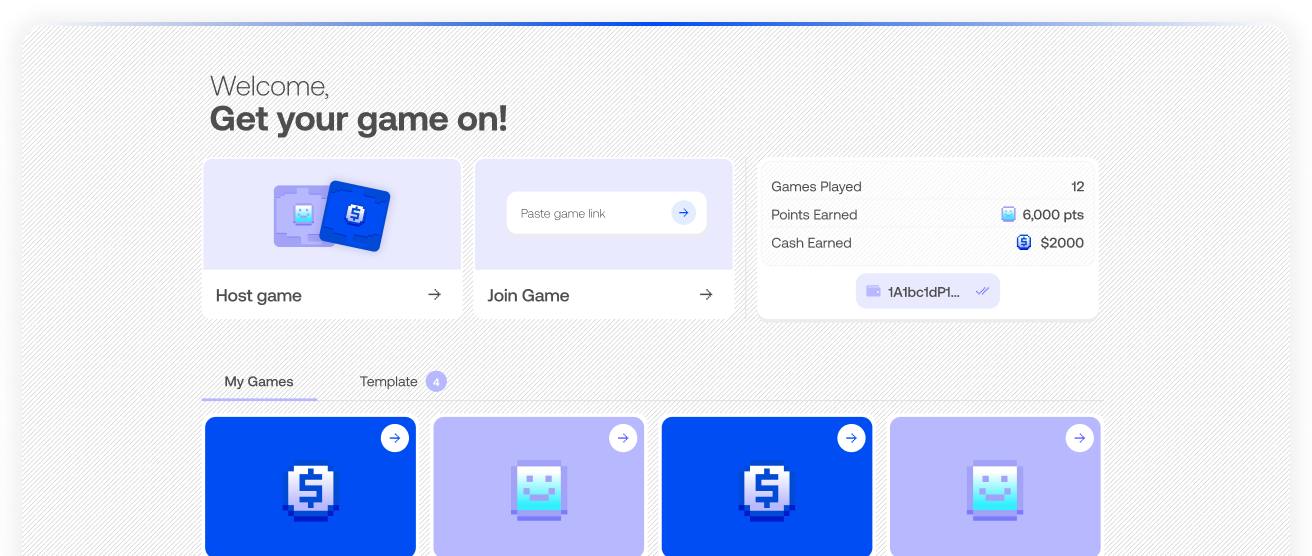 Welcome,
Get your game on!
Paste game link
Host game
Join Game
Games Played 12
Points Earned 6,000 pts
Cash Earned $2000
1A1bc1dP1...
My Games
Template 4